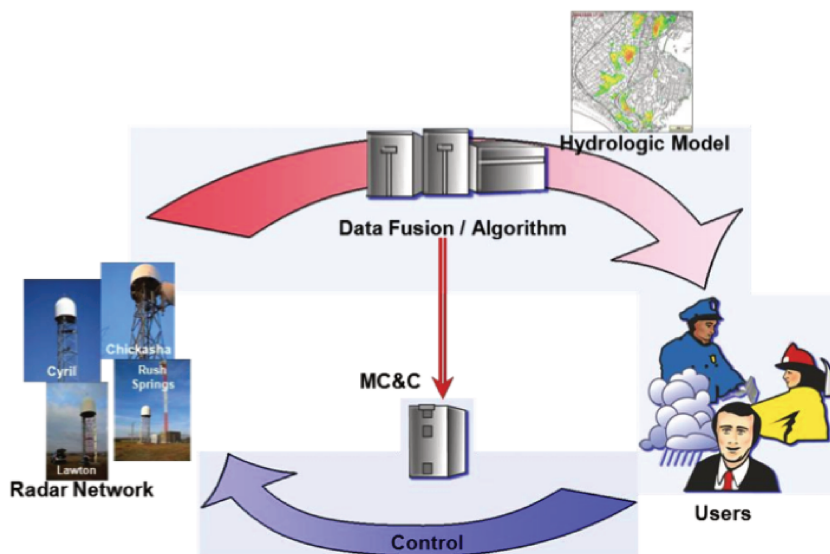 Hydrologic Model
Data Fusion / Algorithm
Chickasha
Cyril
Rush
Springs
MC&C
Lawton
Radar Network
Users
Control